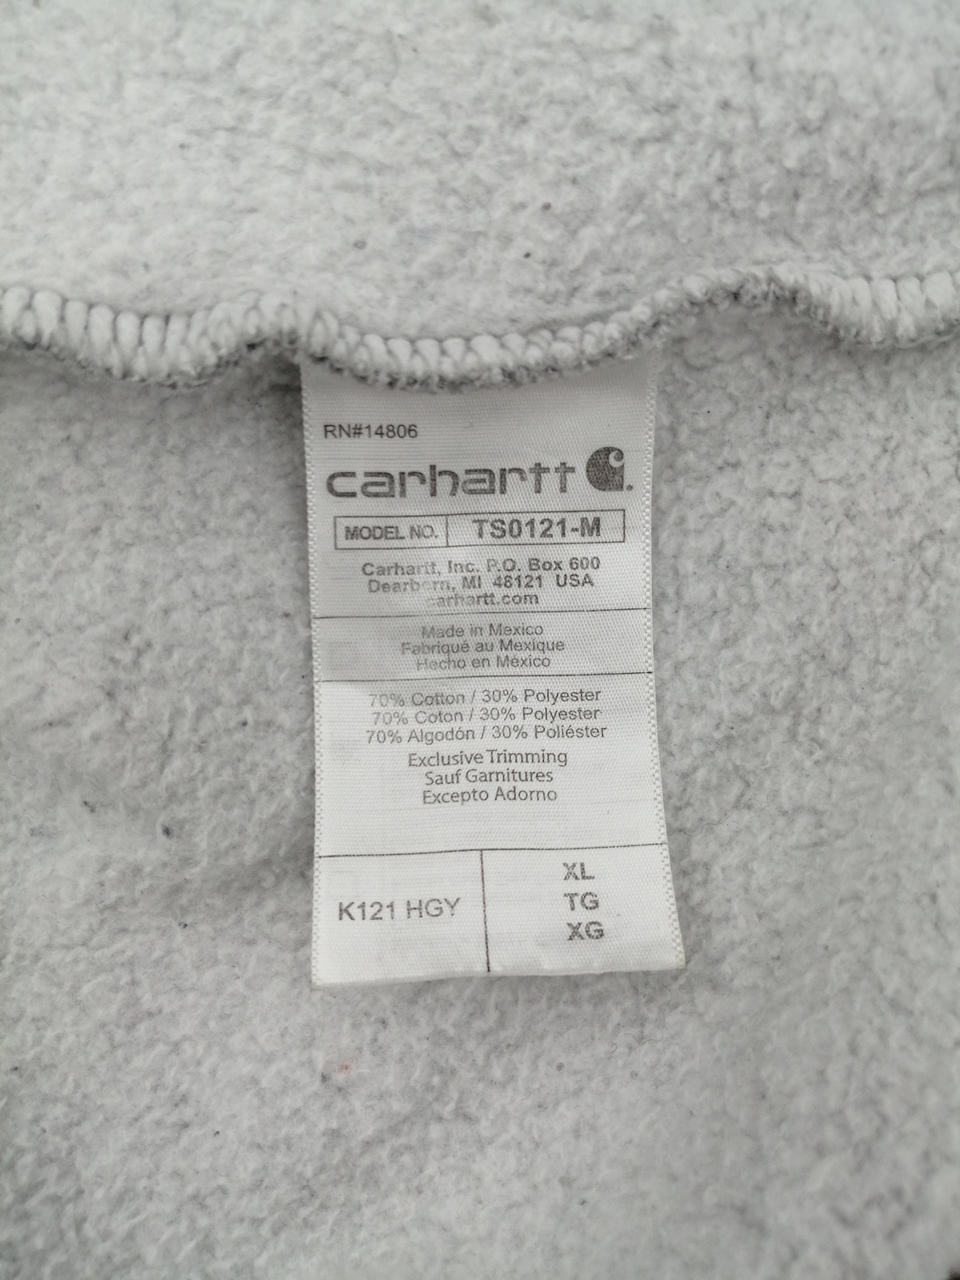 RN#14806
carhartt
MODEL NO. TS0121-M
Carhartt, Inc. P.O. Box 600
Dearborn, MI 48121 USA
carhartt.com
Made in Mexico
Fabriqué au Mexique
Hecho en México
70% Cotton / 30% Polyester
70% Coton / 30% Polyester
70% Algodón / 30% Poliéster
Exclusive Trimming
Sauf Garnitures
Excepto Adorno
K121 HGY
XL
TG
XG